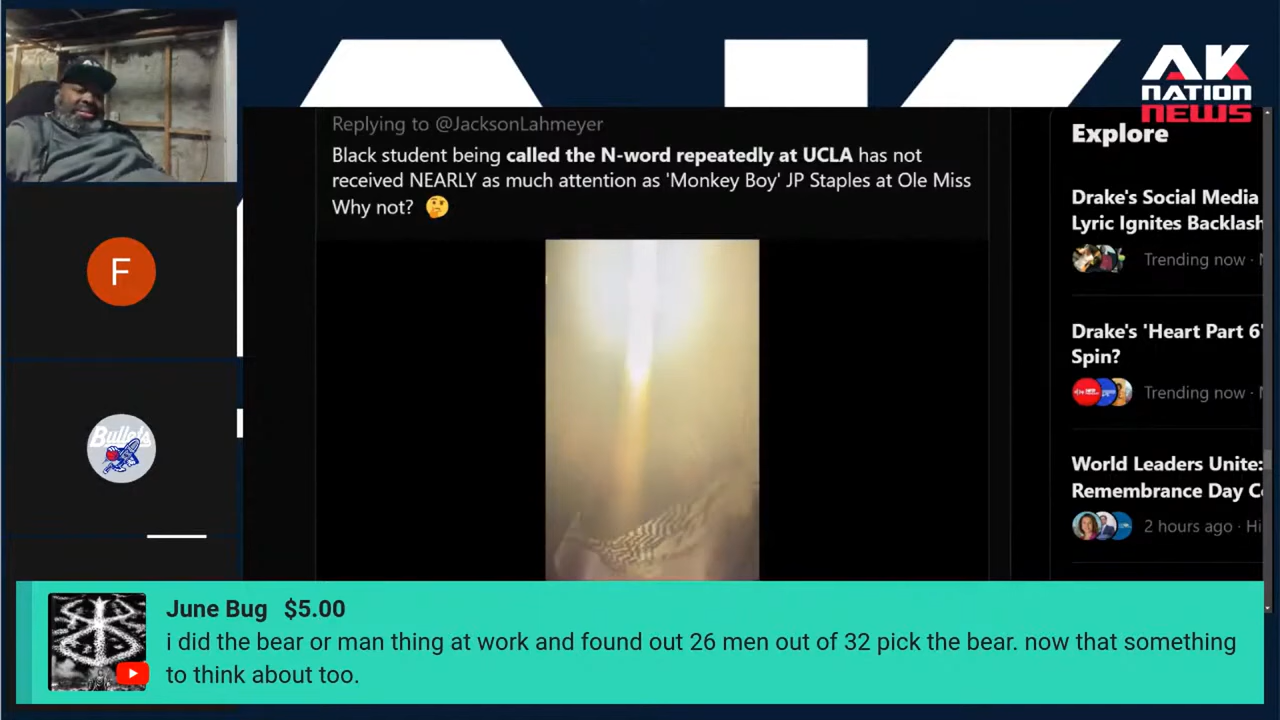 AK
NATION
NEWS
Replying to @JacksonLahmeyer
Black student being called the N-word repeatedly at UCLA has not
received NEARLY as much attention as 'Monkey Boy' JP Staples at Ole Miss
Why not? 🤔
Explore
Drake's Social Media
Lyric Ignites Backlash
Trending now ·
Drake's 'Heart Part 6'
Spin?
Trending now ·
World Leaders Unite:
Remembrance Day
2 hours ago · Hi
F
Bullets
June Bug $5.00
i did the bear or man thing at work and found out 26 men out of 32 pick the bear. now that something
to think about too.